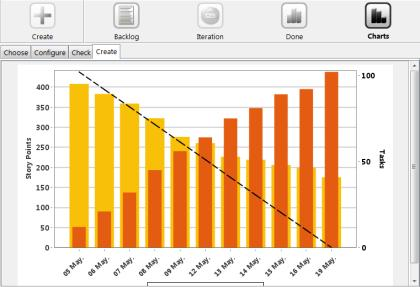 Create Backlog Iteration Done Charts
Choose Configure Check Create
400
350
300
250
200
150
100
50
0
Story Points
100
50
0
Tasks
05 May. 06 May. 07 May. 08 May. 09 May. 12 May. 13 May. 14 May. 15 May. 16 May. 19 May.